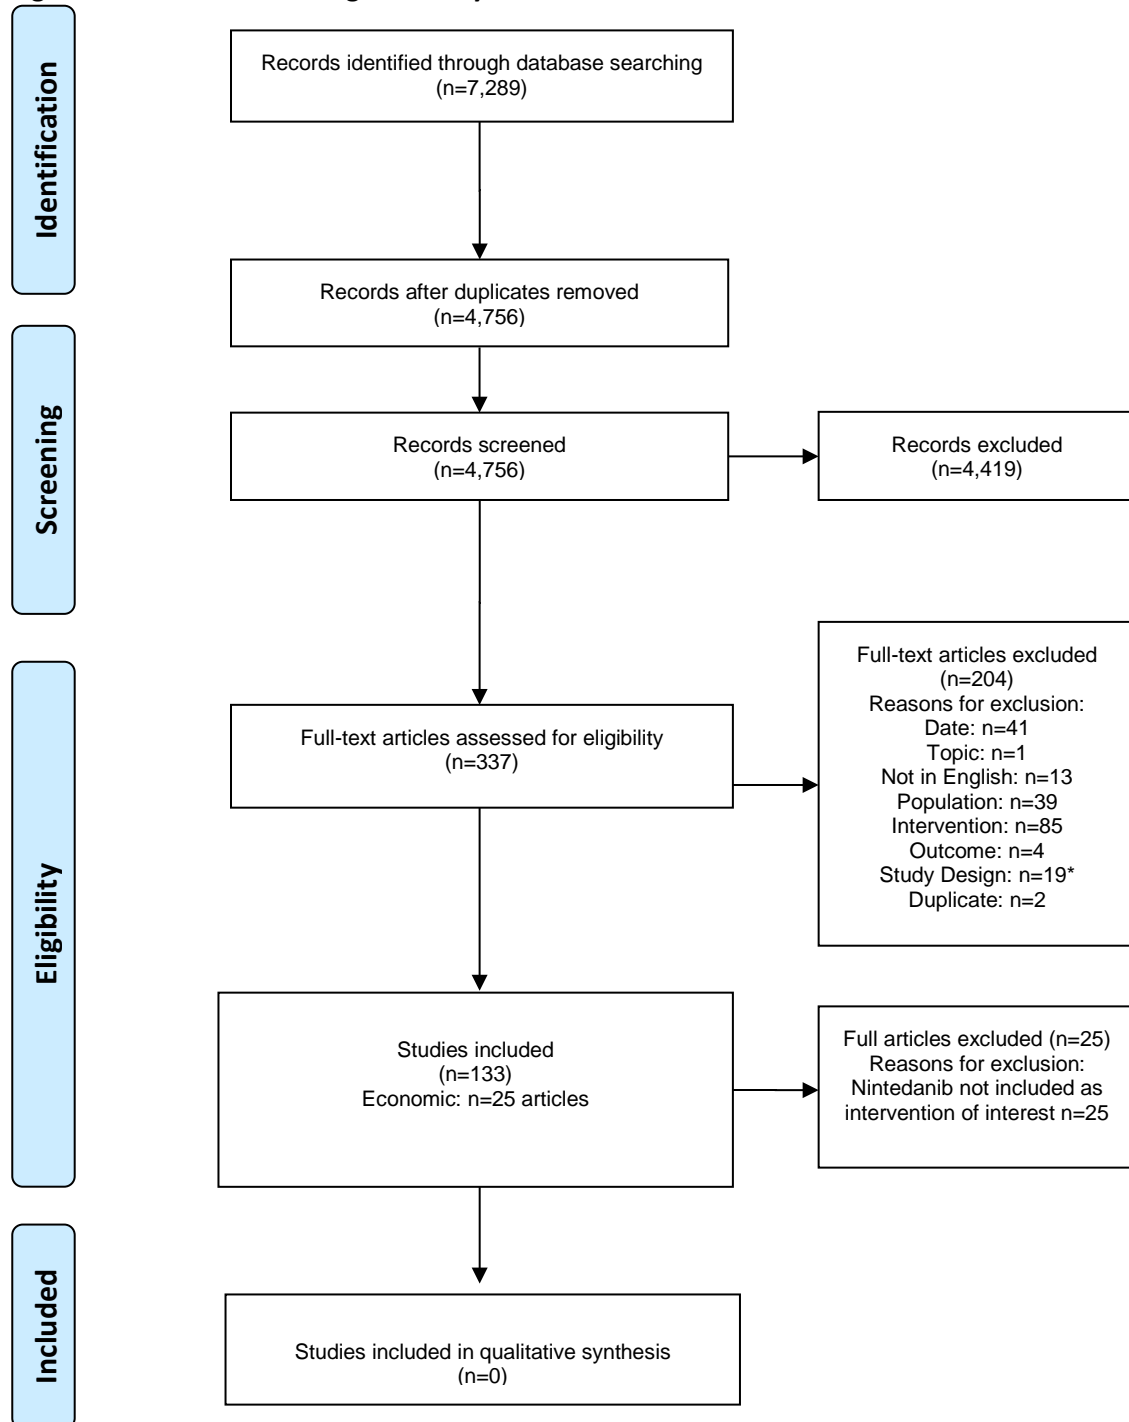 Identification
Records identified through database searching
(n=7,289)
Records after duplicates removed
(n=4,756)
Screening
Records screened
(n=4,756)
Records excluded
(n=4,419)
Eligibility
Full-text articles assessed for eligibility
(n=337)
Full-text articles excluded
(n=204)
Reasons for exclusion:
Date: n=41
Topic: n=1
Not in English: n=13
Population: n=39
Intervention: n=85
Outcome: n=4
Study Design: n=19*
Duplicate: n=2
Studies included
(n=133)
Economic: n=25 articles
Full articles excluded (n=25)
Reasons for exclusion:
Nintedanib not included as
intervention of interest n=25
Included
Studies included in qualitative synthesis
(n=0)